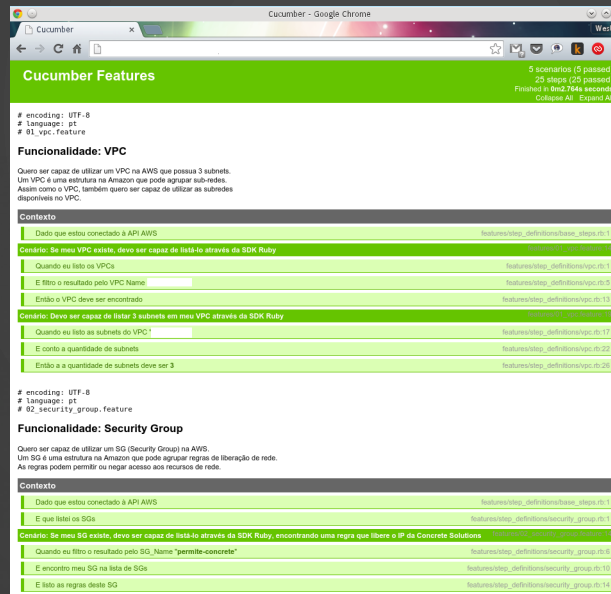 Cucumber - Google Chrome
Cucumber
West
Cucumber Features
5 scenarios (5 passed
25 steps (25 passed
Finished in 0m2.764s seconds
Collapse All Expand Al
# encoding: UTF-8
# language: pt
# 01_vpc.feature
Funcionalidade: VPC
Quero ser capaz de utilizar um VPC na AWS que possua 3 subnets.
Um VPC é uma estrutura na Amazon que pode agrupar sub-redes.
Assim como o VPC, também quero ser capaz de utilizar as subredes
disponíveis no VPC.
Contexto
Dado que estou conectado à API AWS features/step_definitions/base_steps.rb:1
Cenário: Se meu VPC existe, devo ser capaz de listá-lo através da SDK Ruby
Quando eu listo os VPCs features/step_definitions/vpc.rb:1
E filtro o resultado pelo VPC Name features/step_definitions/vpc.rb:5
Então o VPC deve ser encontrado features/step_definitions/vpc.rb:13
Cenário: Devo ser capaz de listar 3 subnets em meu VPC através da SDK Ruby
Quando eu listo as subnets do VPC " features/step_definitions/vpc.rb:17
E conto a quantidade de subnets features/step_definitions/vpc.rb:22
Então a a quantidade de subnets deve ser 3 features/step_definitions/vpc.rb:26
# encoding: UTF-8
# language: pt
# 02_security_group.feature
Funcionalidade: Security Group
Quero ser capaz de utilizar um SG (Security Group) na AWS.
Um SG é uma estrutura na Amazon que pode agrupar regras de liberação de rede.
As regras podem permitir ou negar acesso aos recursos de rede.
Contexto
Dado que estou conectado à API AWS features/step_definitions/base_steps.rb:1
E que listei os SGs features/step_definitions/security_group.rb:1
Cenário: Se meu SG existe, devo ser capaz de listá-lo através da SDK Ruby, encontrando uma regra que libere o IP da Concrete Solutions
Quando eu filtro o resultado pelo SG_Name "permite-concrete" features/step_definitions/security_group.rb:6
E encontro meu SG na lista de SGs features/step_definitions/security_group.rb:10
E listo as regras deste SG features/step_definitions/security_group.rb:14